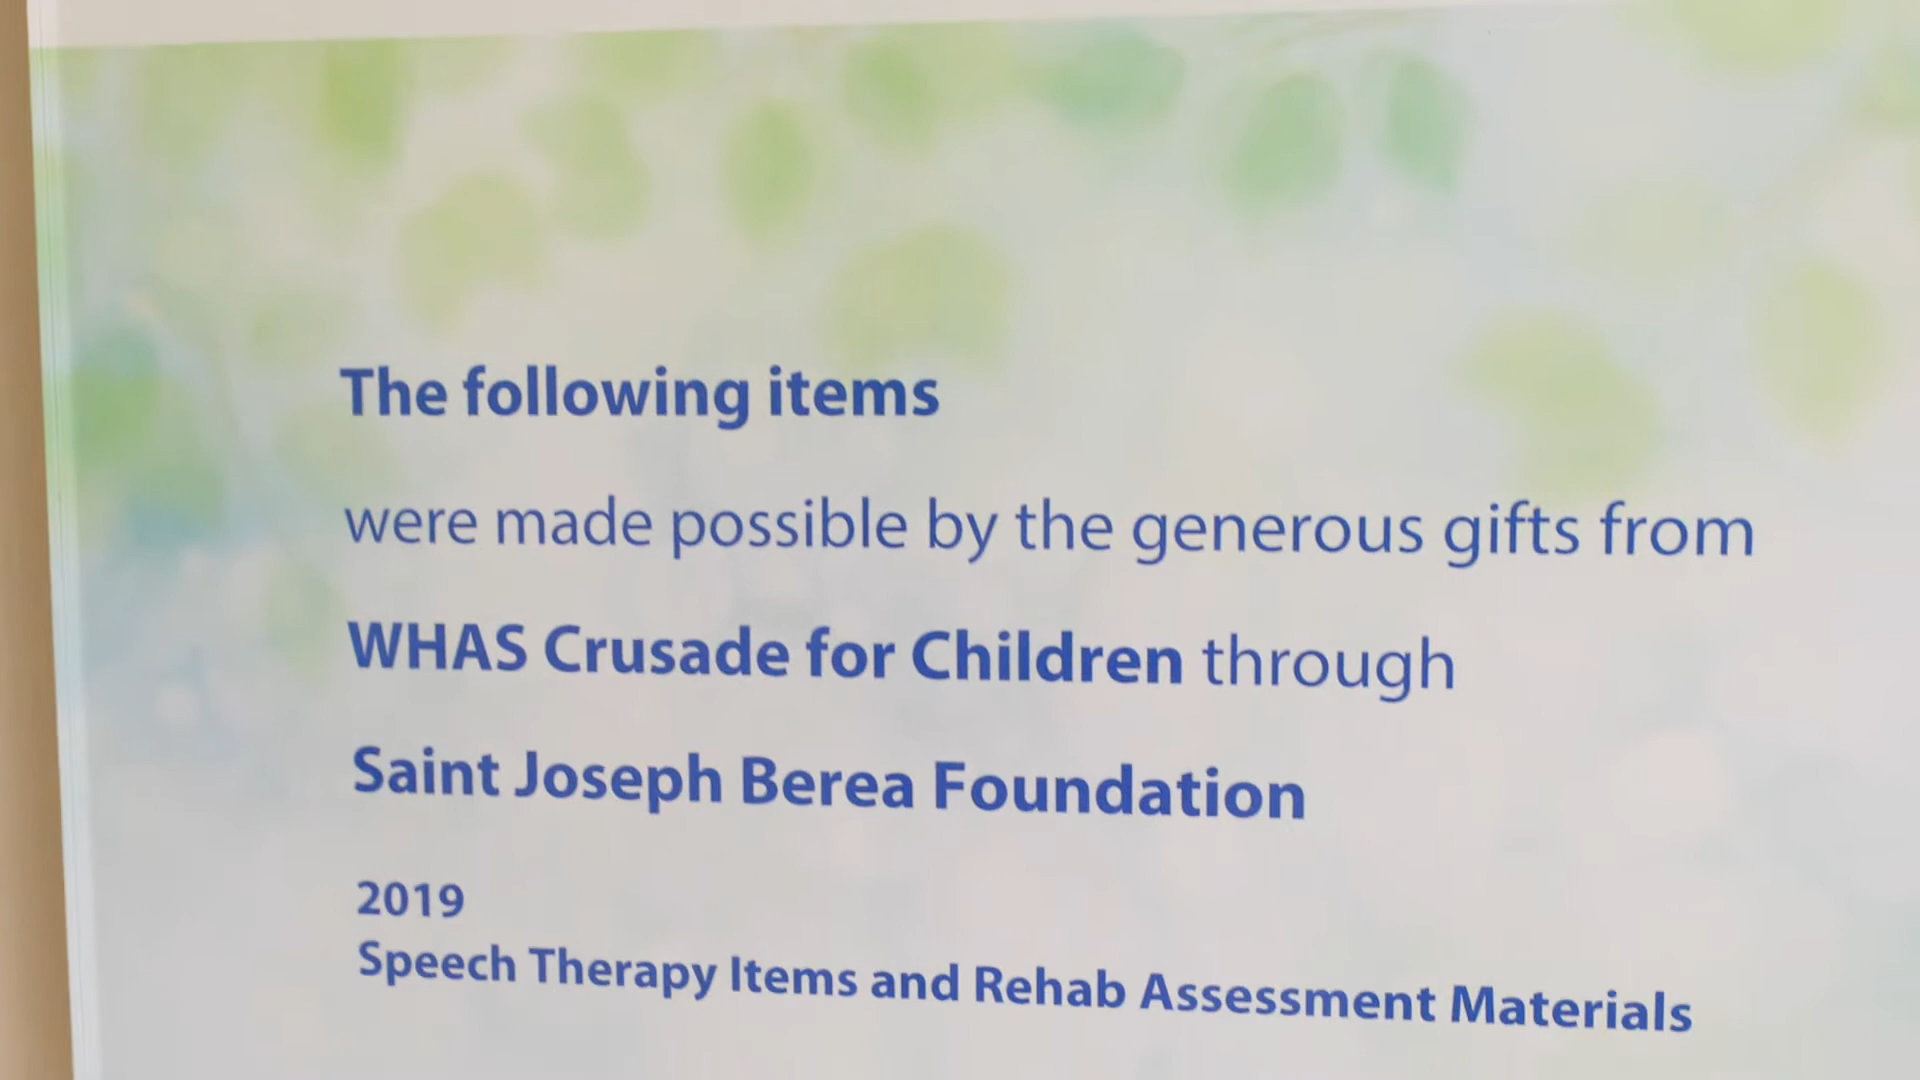 The following items
were made possible by the generous gifts from
WHAS Crusade for Children through
Saint Joseph Berea Foundation
2019
Speech Therapy Items and Rehab Assessment Materials